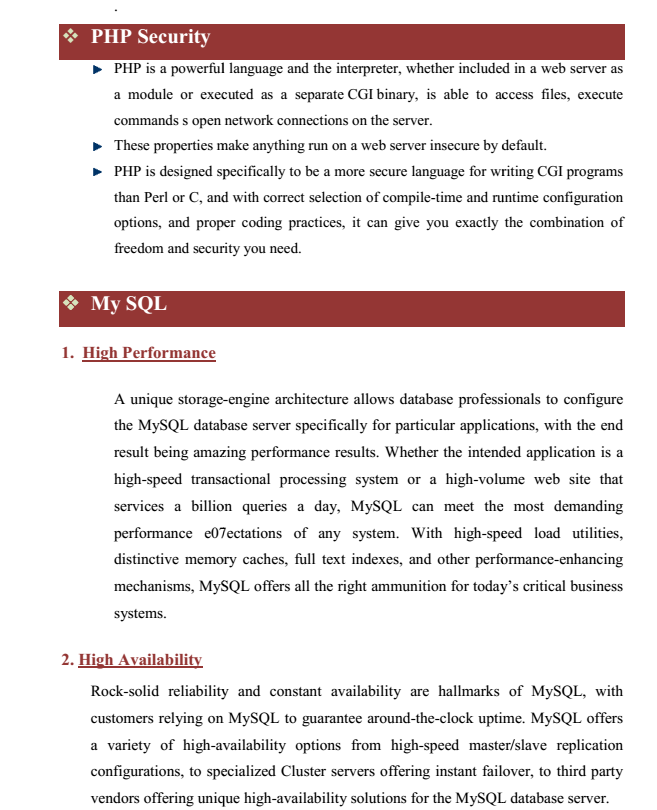 .
❖ PHP Security
► PHP is a powerful language and the interpreter, whether included in a web server as
a module or executed as a separate CGI binary, is able to access files, execute
commands s open network connections on the server.
► These properties make anything run on a web server insecure by default.
► PHP is designed specifically to be a more secure language for writing CGI programs
than Perl or C, and with correct selection of compile-time and runtime configuration
options, and proper coding practices, it can give you exactly the combination of
freedom and security you need.
❖ My SQL
1. High Performance
A unique storage-engine architecture allows database professionals to configure
the MySQL database server specifically for particular applications, with the end
result being amazing performance results. Whether the intended application is a
high-speed transactional processing system or a high-volume web site that
services a billion queries a day, MySQL can meet the most demanding
performance e07ectations of any system. With high-speed load utilities,
distinctive memory caches, full text indexes, and other performance-enhancing
mechanisms, MySQL offers all the right ammunition for today’s critical business
systems.
2. High Availability
Rock-solid reliability and constant availability are hallmarks of MySQL, with
customers relying on MySQL to guarantee around-the-clock uptime. MySQL offers
a variety of high-availability options from high-speed master/slave replication
configurations, to specialized Cluster servers offering instant failover, to third party
vendors offering unique high-availability solutions for the MySQL database server.